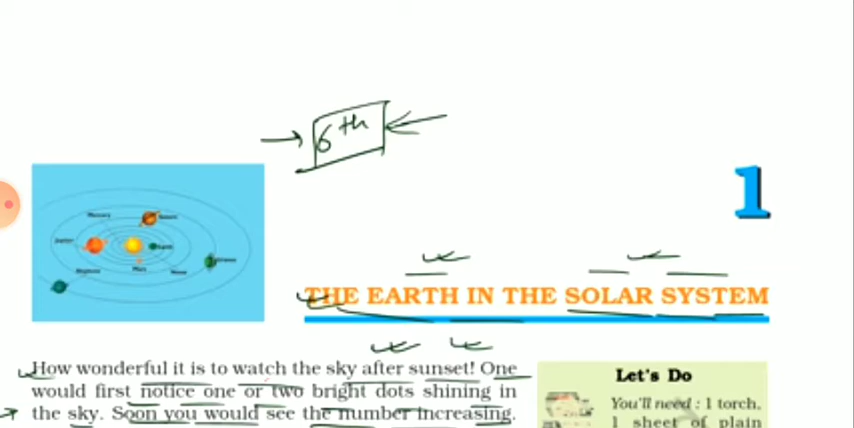 6th
1
THE EARTH IN THE SOLAR SYSTEM
How wonderful it is to watch the sky after sunset! One
would first notice one or two bright dots shining in
the sky. Soon you would see the number increasing.
Let's Do
You'll need : 1 torch,
1 sheet of plain